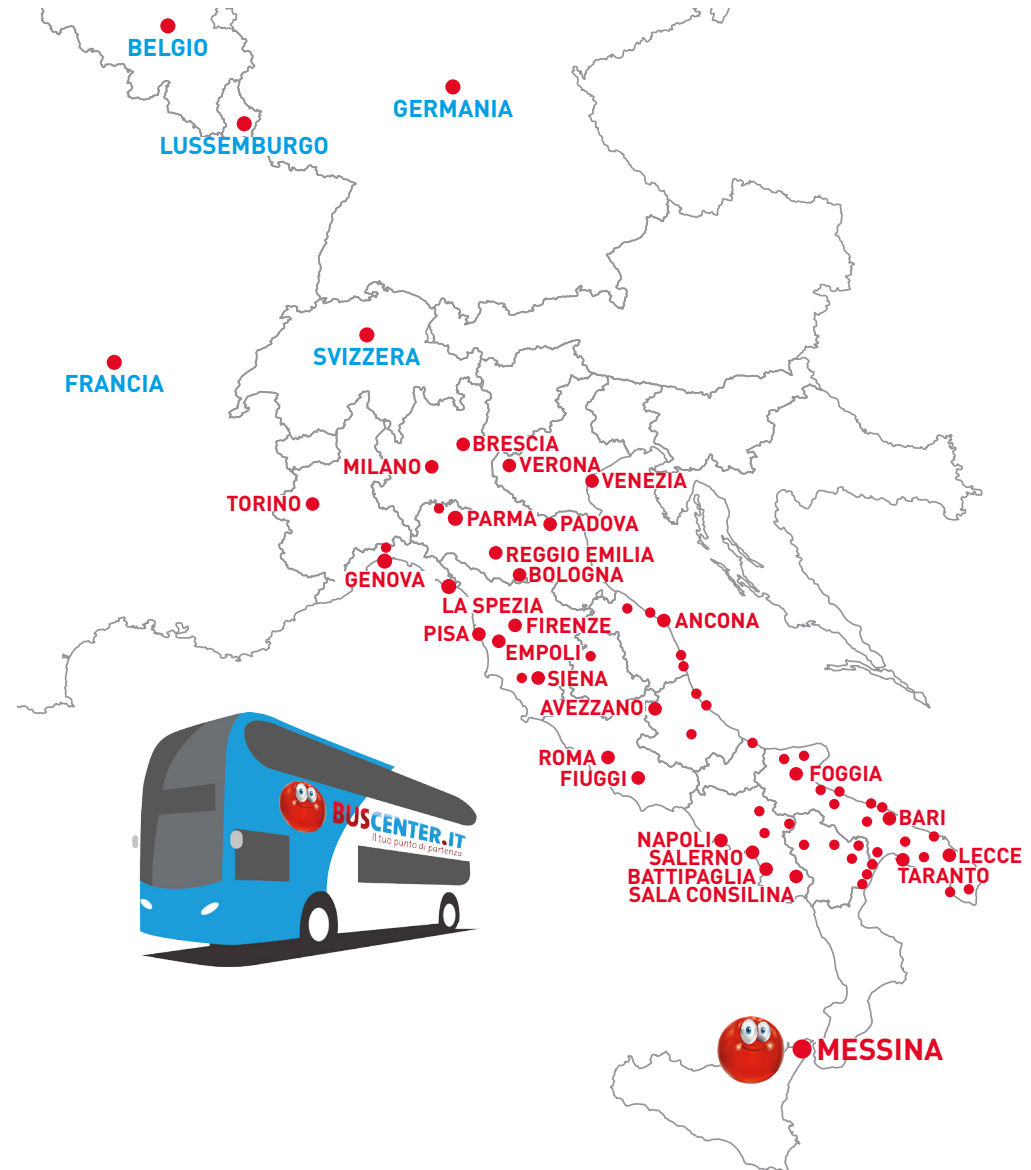 BELGIO
GERMANIA
LUSSEMBURGO
SVIZZERA
FRANCIA
BRESCIA
MILANO
VERONA
VENEZIA
TORINO
PARMA
PADOVA
REGGIO EMILIA
GENOVA
BOLOGNA
LA SPEZIA
ANCONA
FIRENZE
PISA
EMPOLI
SIENA
AVEZZANO
ROMA
FIUGGI
FOGGIA
BUSCENTER.IT
Il tuo punto di partenza
BARI
NAPOLI
SALERNO
LECCE
BATTIPAGLIA
TARANTO
SALA CONSILINA
MESSINA